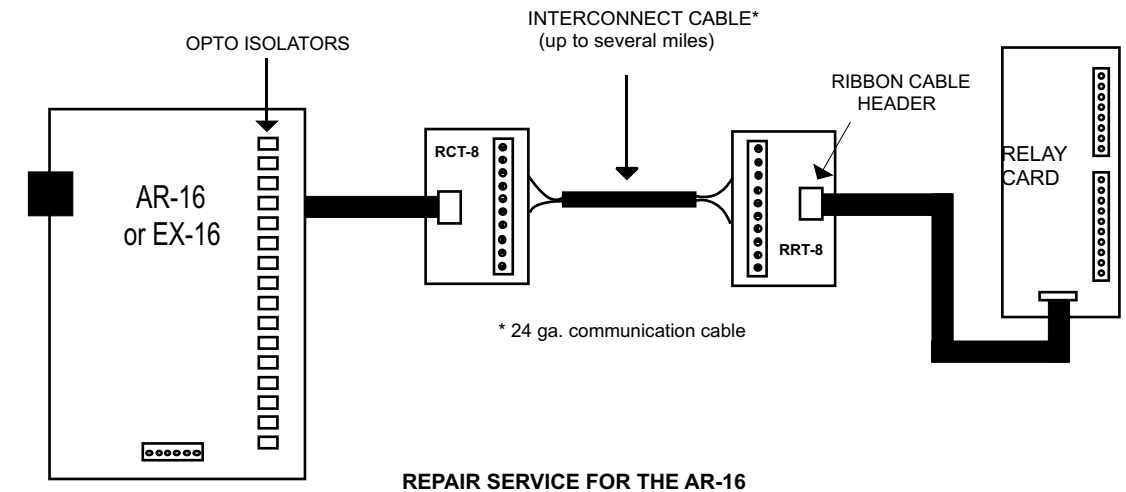 INTERCONNECT CABLE*
(up to several miles)
OPTO ISOLATORS
RIBBON CABLE
HEADER
RCT-8
RELAY
CARD
AR-16
or EX-16
RRT-8
* 24 ga. communication cable
REPAIR SERVICE FOR THE AR-16